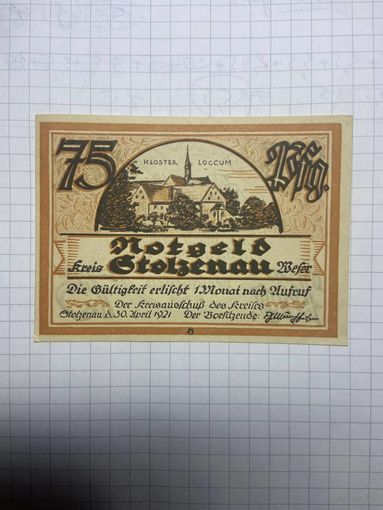 75 Pfg.
KLOSTER LOCCUM
Notgeld
Kreis Stolzenau Weser
Die Gültigkeit erlischt 1 Monat nach Aufruf
Der Kreisausschuß des Kreises
Stolzenau d. 30. April 1921 Der Vorsitzende: